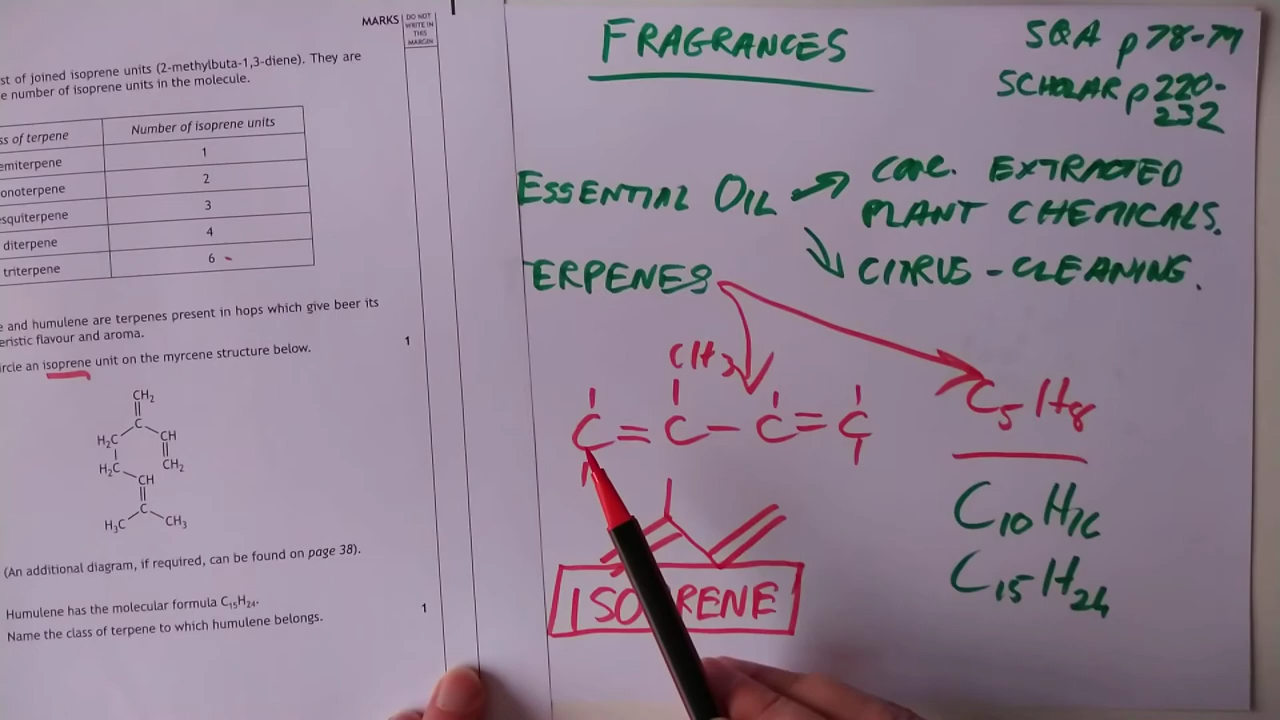 MARKS
DO NOT
WRITE IN
THIS
MARGIN
st of joined isoprene units (2-methylbuta-1,3-diene). They are
e number of isoprene units in the molecule.
ss of terpene Number of isoprene units
emiterpene 1
onoterpene 2
squiterpene 3
diterpene 4
triterpene 6
e and humulene are terpenes present in hops which give beer its
eristic flavour and aroma.
ircle an isoprene unit on the myrcene structure below. 1
CH₂
C
H₂C CH
H₂C CH₂
CH
C
H₃C CH₃
(An additional diagram, if required, can be found on page 38).
Humulene has the molecular formula C₁₅H₂₄.
Name the class of terpene to which humulene belongs. 1
FRAGRANCES
SQA p 78-79
SCHOLAR p 220-
232
ESSENTIAL OIL → CONC. EXTRACTED
PLANT CHEMICALS.
CITRUS - CLEANING.
TERPENES
CH₃
C = C - C = C
C₅H₈
C₁₀H₁₆
C₁₅H₂₄
ISOPRENE